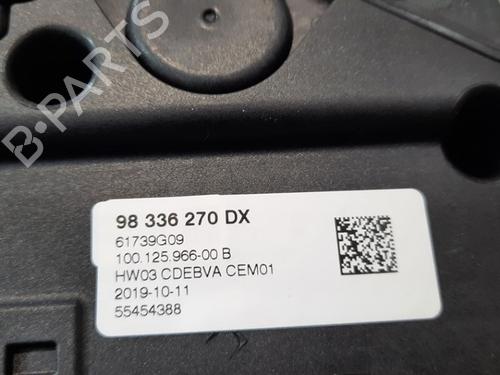 B-PARTS
98 336 270 DX
61739G09
100.125.966-00 B
HW03 CDEBVA CEM01
2019-10-11
55454388